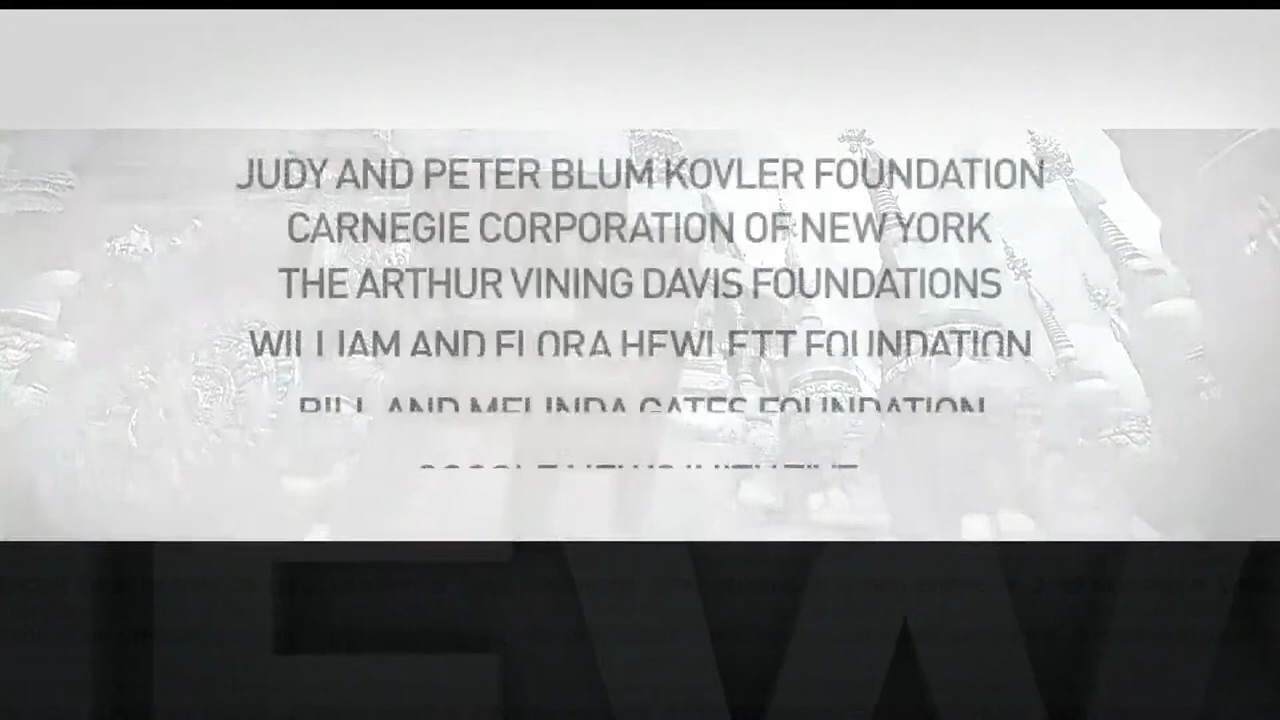 JUDY AND PETER BLUM KOVLER FOUNDATION
CARNEGIE CORPORATION OF NEW YORK
THE ARTHUR VINING DAVIS FOUNDATIONS
WILLIAM AND FLORA HEWLETT FOUNDATION
BILL AND MELINDA GATES FOUNDATION